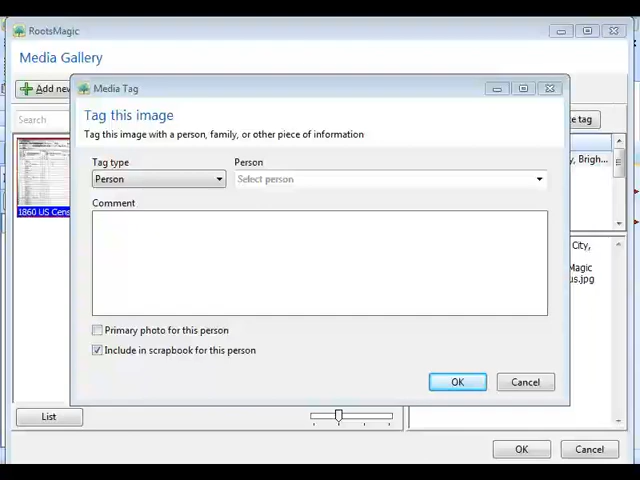 RootsMagic
Media Gallery
Add new
Search
1860 US Cens
Media Tag
Tag this image
Tag this image with a person, family, or other piece of information
Tag type
Person
Person
Select person
Comment
Primary photo for this person
Include in scrapbook for this person
OK
Cancel
tag
y, Brigh...
City,
Magic
us.jpg
List
OK
Cancel